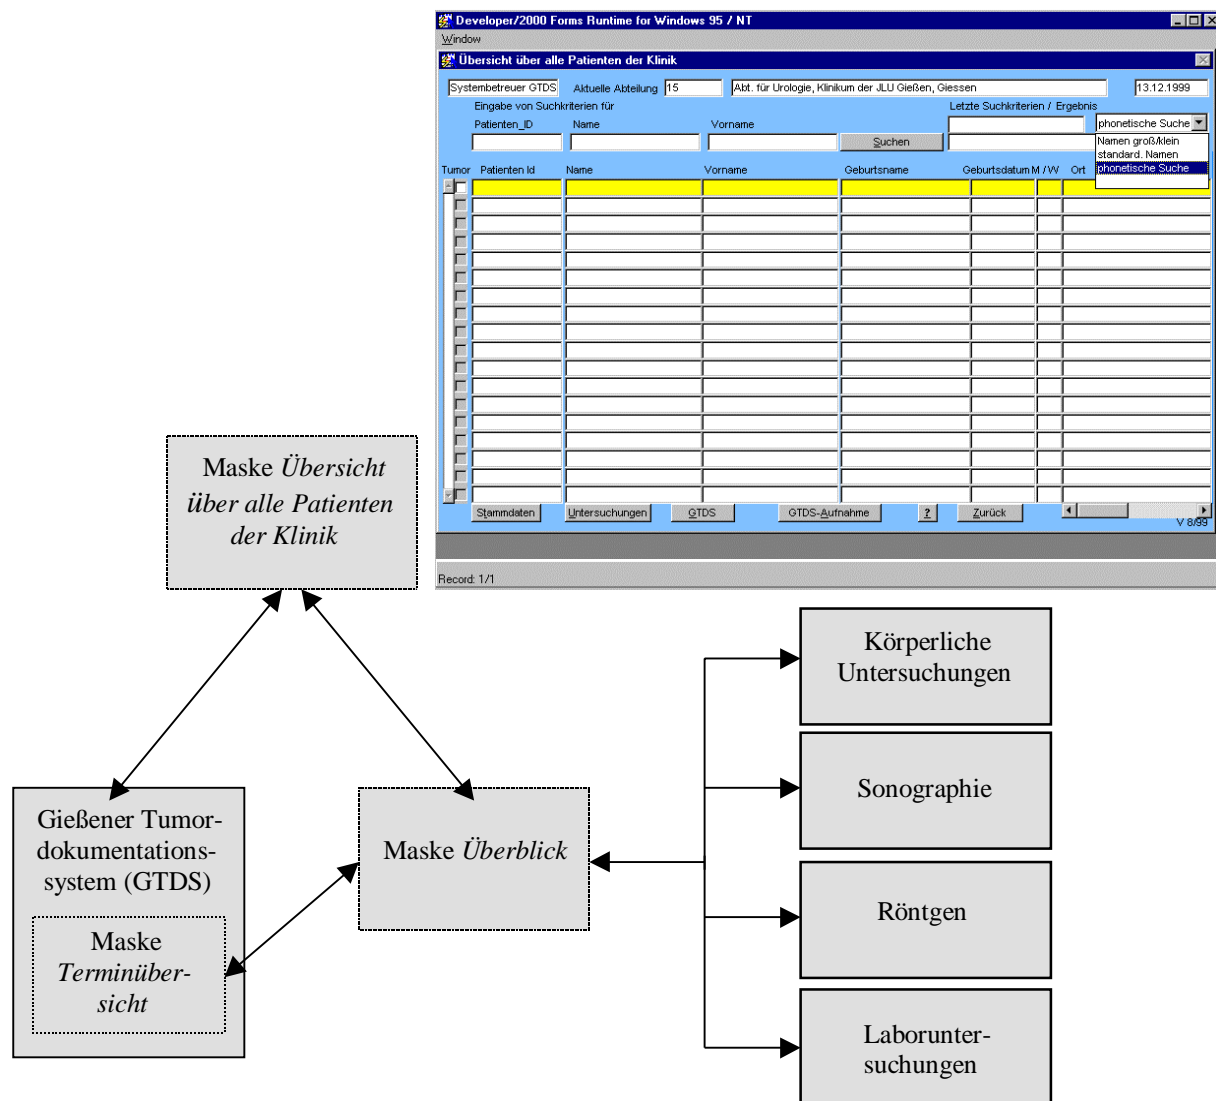 Developer/2000 Forms Runtime for Windows 95 / NT
Window
Übersicht über alle Patienten der Klinik
Systembetreuer GTDS Aktuelle Abteilung 15 Abt. für Urologie, Klinikum der JLU Gießen, Giessen 13.12.1999
Eingabe von Suchkriterien für Letzte Suchkriterien / Ergebnis
Patienten_ID Name Vorname phonetische Suche
Suchen
Namen groß/klein
standard. Namen
phonetische Suche
Tumor Patienten Id Name Vorname Geburtsname Geburtsdatum M / W Ort
Stammdaten Untersuchungen GTDS GTDS-Aufnahme ? Zurück
V 8/99
Record: 1/1
Maske Übersicht
über alle Patienten
der Klinik
Gießener Tumor-
dokumentations-
system (GTDS)
Maske
Terminüber-
sicht
Maske Überblick
Körperliche
Untersuchungen
Sonographie
Röntgen
Laborunter-
suchungen